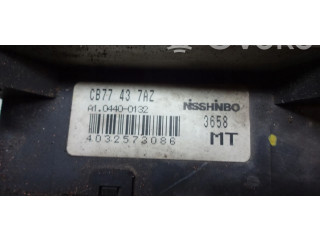 CB77 43 7AZ
NISSHINBO
A1.0440-0132
3658
4032573086
MT